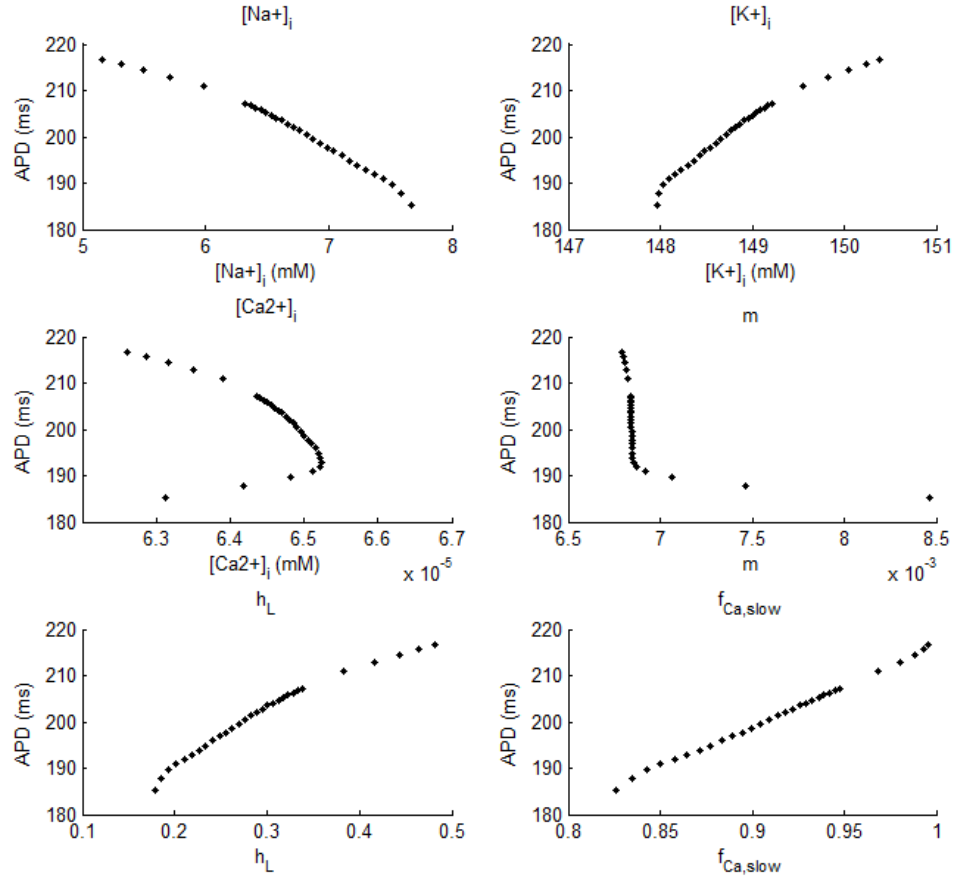 [Na+]i
[K+]i
220
210
200
190
180
APD (ms)
5 6 7 8
[Na+]i (mM)
220
210
200
190
180
APD (ms)
147 148 149 150 151
[K+]i (mM)
[Ca2+]i
m
220
210
200
190
180
APD (ms)
6.3 6.4 6.5 6.6 6.7
[Ca2+]i (mM)
x 10^-5
220
210
200
190
180
APD (ms)
6.5 7 7.5 8 8.5
m
x 10^-3
hL
fCa,slow
220
210
200
190
180
APD (ms)
0.1 0.2 0.3 0.4 0.5
hL
220
210
200
190
180
APD (ms)
0.8 0.85 0.9 0.95 1
fCa,slow